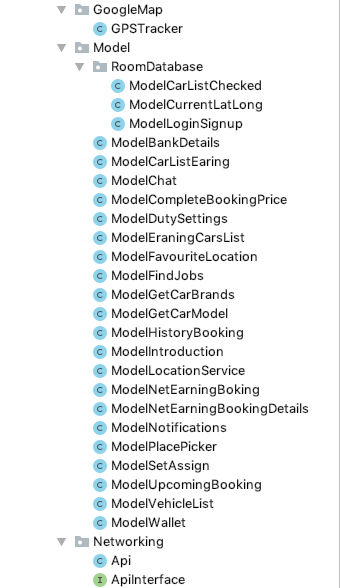 GoogleMap
GPSTracker
Model
RoomDatabase
ModelCarListChecked
ModelCurrentLatLong
ModelLoginSignup
ModelBankDetails
ModelCarListEaring
ModelChat
ModelCompleteBookingPrice
ModelDutySettings
ModelEraningCarsList
ModelFavouriteLocation
ModelFindJobs
ModelGetCarBrands
ModelGetCarModel
ModelHistoryBooking
ModelIntroduction
ModelLocationService
ModelNetEarningBoking
ModelNetEarningBookingDetails
ModelNotifications
ModelPlacePicker
ModelSetAssign
ModelUpcomingBooking
ModelVehicleList
ModelWallet
Networking
Api
ApiInterface